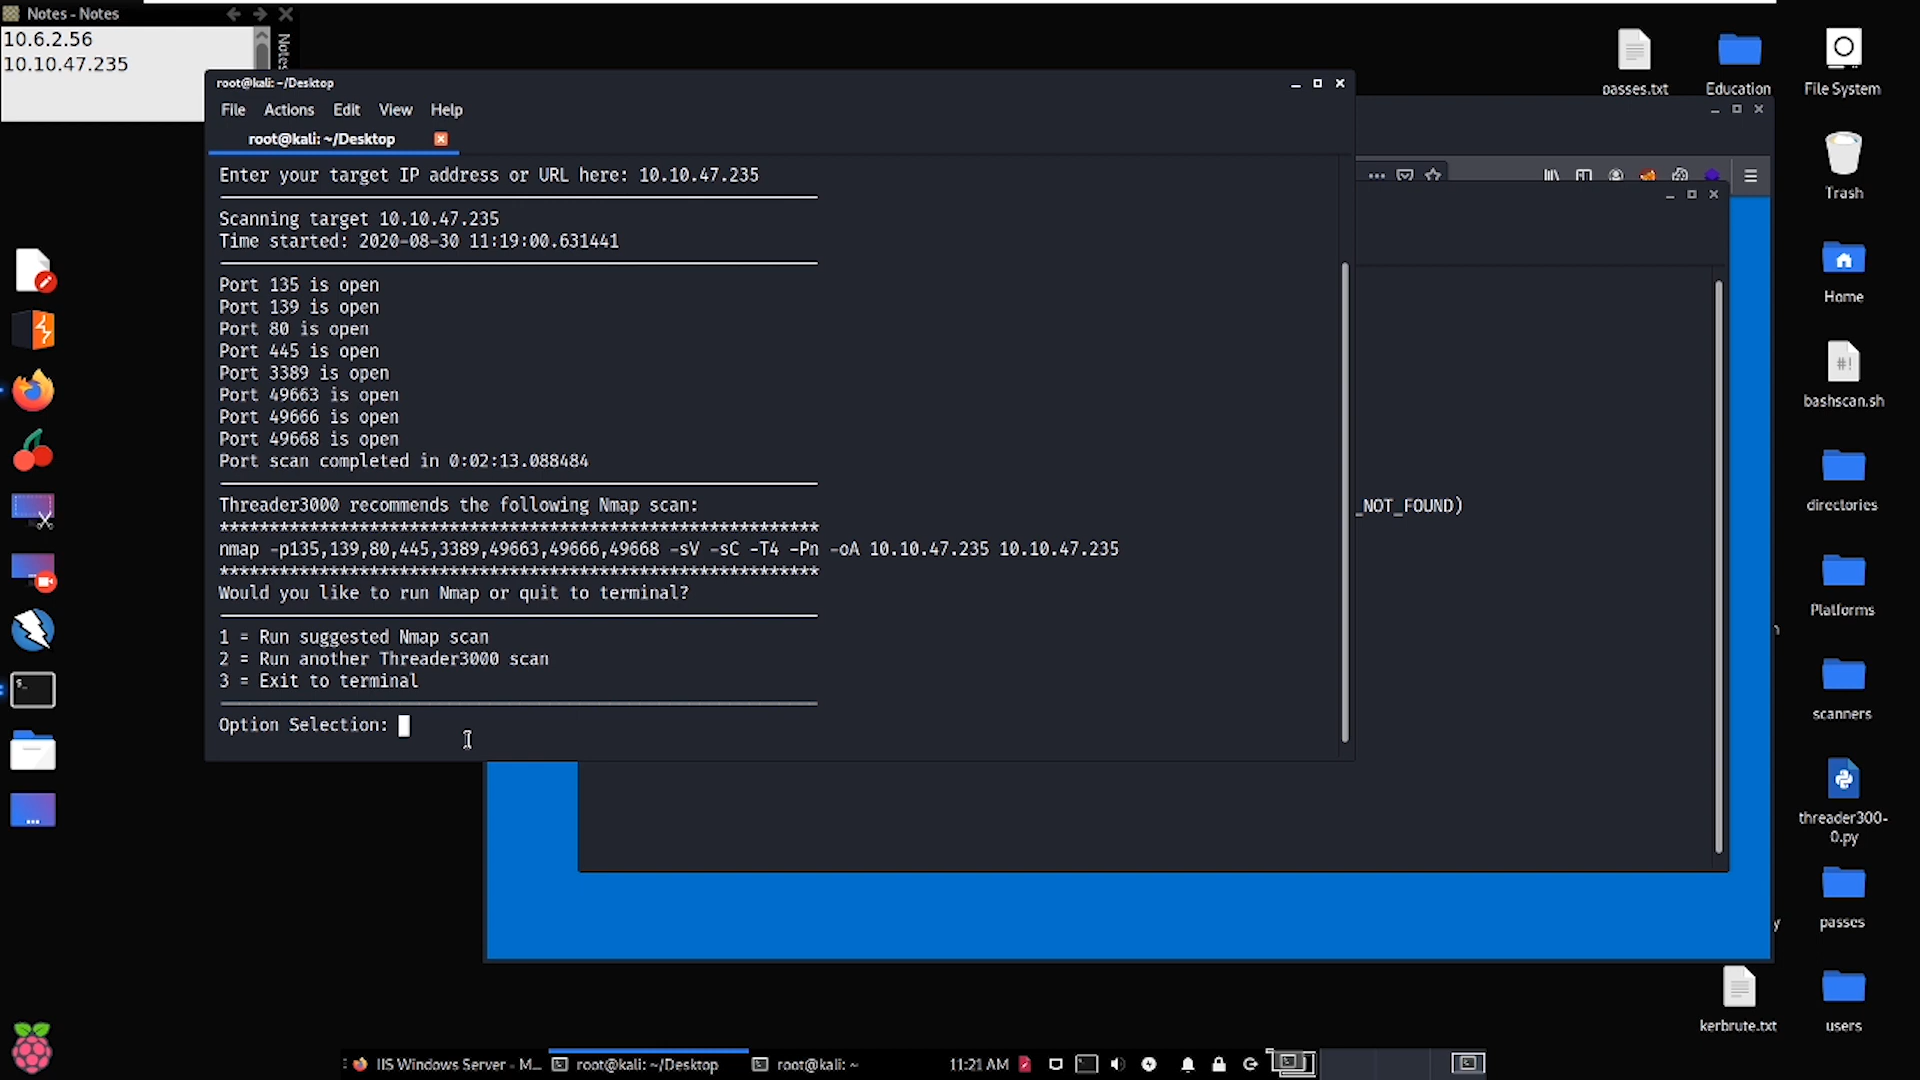 Notes - Notes
10.6.2.56
10.10.47.235
Notes
root@kali: ~/Desktop
File Actions Edit View Help
root@kali: ~/Desktop
Enter your target IP address or URL here: 10.10.47.235
Scanning target 10.10.47.235
Time started: 2020-08-30 11:19:00.631441
Port 135 is open
Port 139 is open
Port 80 is open
Port 445 is open
Port 3389 is open
Port 49663 is open
Port 49666 is open
Port 49668 is open
Port scan completed in 0:02:13.088484
Threader3000 recommends the following Nmap scan:
************************************************************
nmap -p135,139,80,445,3389,49663,49666,49668 -sV -sC -T4 -Pn -oA 10.10.47.235 10.10.47.235
************************************************************
Would you like to run Nmap or quit to terminal?
1 = Run suggested Nmap scan
2 = Run another Threader3000 scan
3 = Exit to terminal
Option Selection:
_NOT_FOUND)
passes.txt
Education
File System
Trash
Home
#!
bashscan.sh
directories
Platforms
scanners
threader300-
0.py
passes
kerbrute.txt
users
IIS Windows Server - M...
root@kali: ~/Desktop
root@kali: ~
11:21 AM